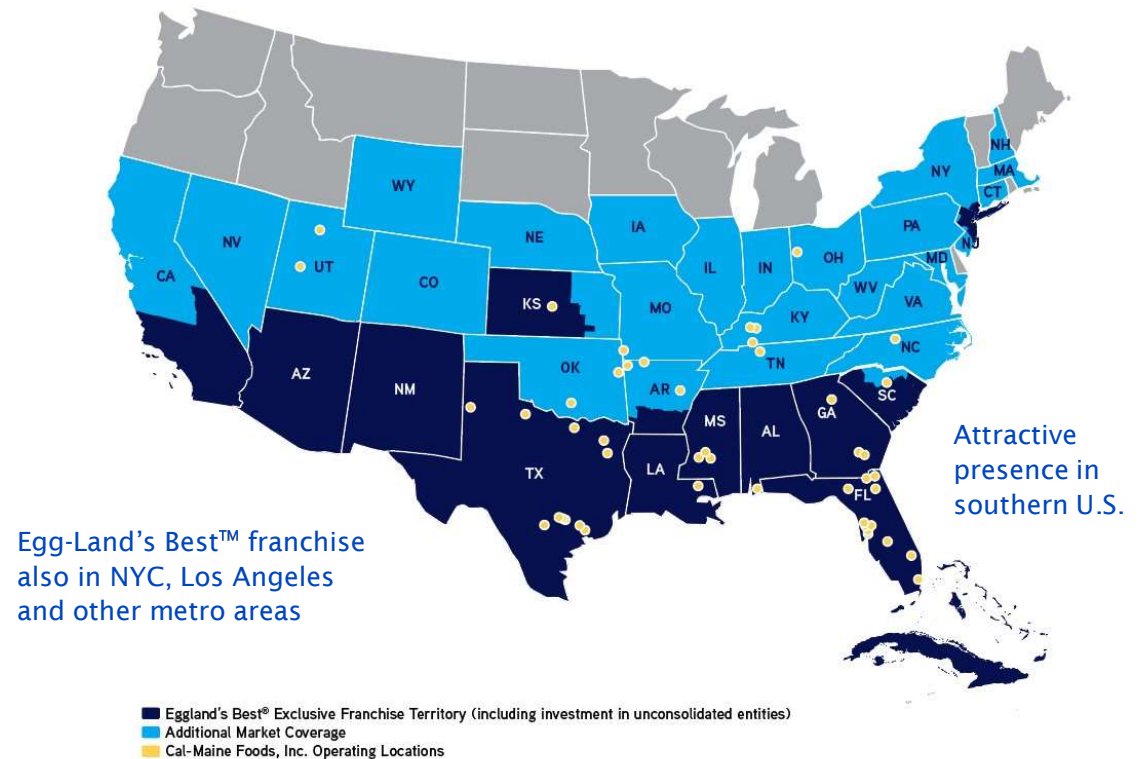 WY
NV
UT
CA
CO
NE
IA
KS
MO
IL
IN
OH
KY
WV
VA
PA
NY
NH
MA
CT
NJ
MD
AZ
NM
OK
AR
TN
NC
SC
TX
LA
MS
AL
GA
FL
Attractive
presence in
southern U.S.
Egg-Land’s Best™ franchise
also in NYC, Los Angeles
and other metro areas
Eggland's Best® Exclusive Franchise Territory (including investment in unconsolidated entities)
Additional Market Coverage
Cal-Maine Foods, Inc. Operating Locations